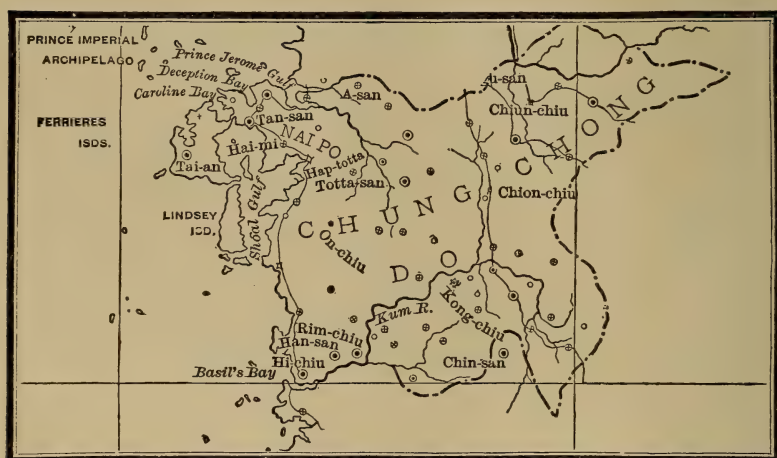 PRINCE IMPERIAL
ARCHIPELAGO
Prince Jerome Gulf
Deception Bay
Caroline Bay
FERRIERES
ISDS.
A-san
Tan-san
NAI PO
Hai-mi
Tai-an
Hap-totta
Totta-san
LINDSEY
ISD.
Shoal Gulf
CHUNG
CHONG
DO
A-san
Chiun-chiu
Chion-chiu
On-chiu
Kum R.
Kong-chiu
Rim-chiu
Han-san
Hi-chiu
Chin-san
Basil's Bay